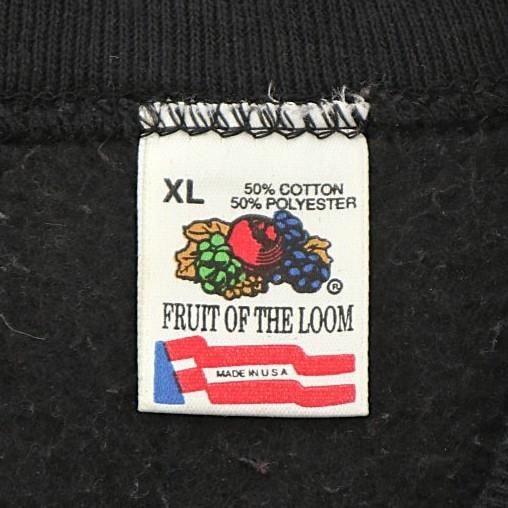 XL
50% COTTON
50% POLYESTER
®
FRUIT OF THE LOOM
MADE IN U S A